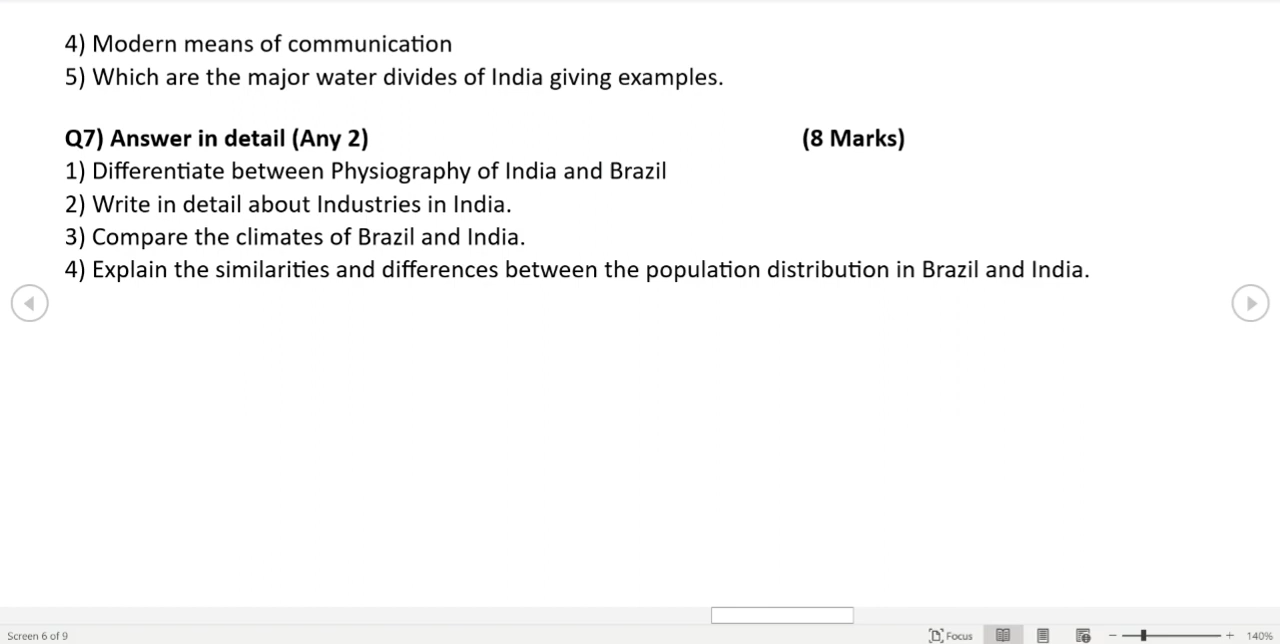 4) Modern means of communication
5) Which are the major water divides of India giving examples.
Q7) Answer in detail (Any 2) (8 Marks)
1) Differentiate between Physiography of India and Brazil
2) Write in detail about Industries in India.
3) Compare the climates of Brazil and India.
4) Explain the similarities and differences between the population distribution in Brazil and India.
Screen 6 of 9 Focus 140%